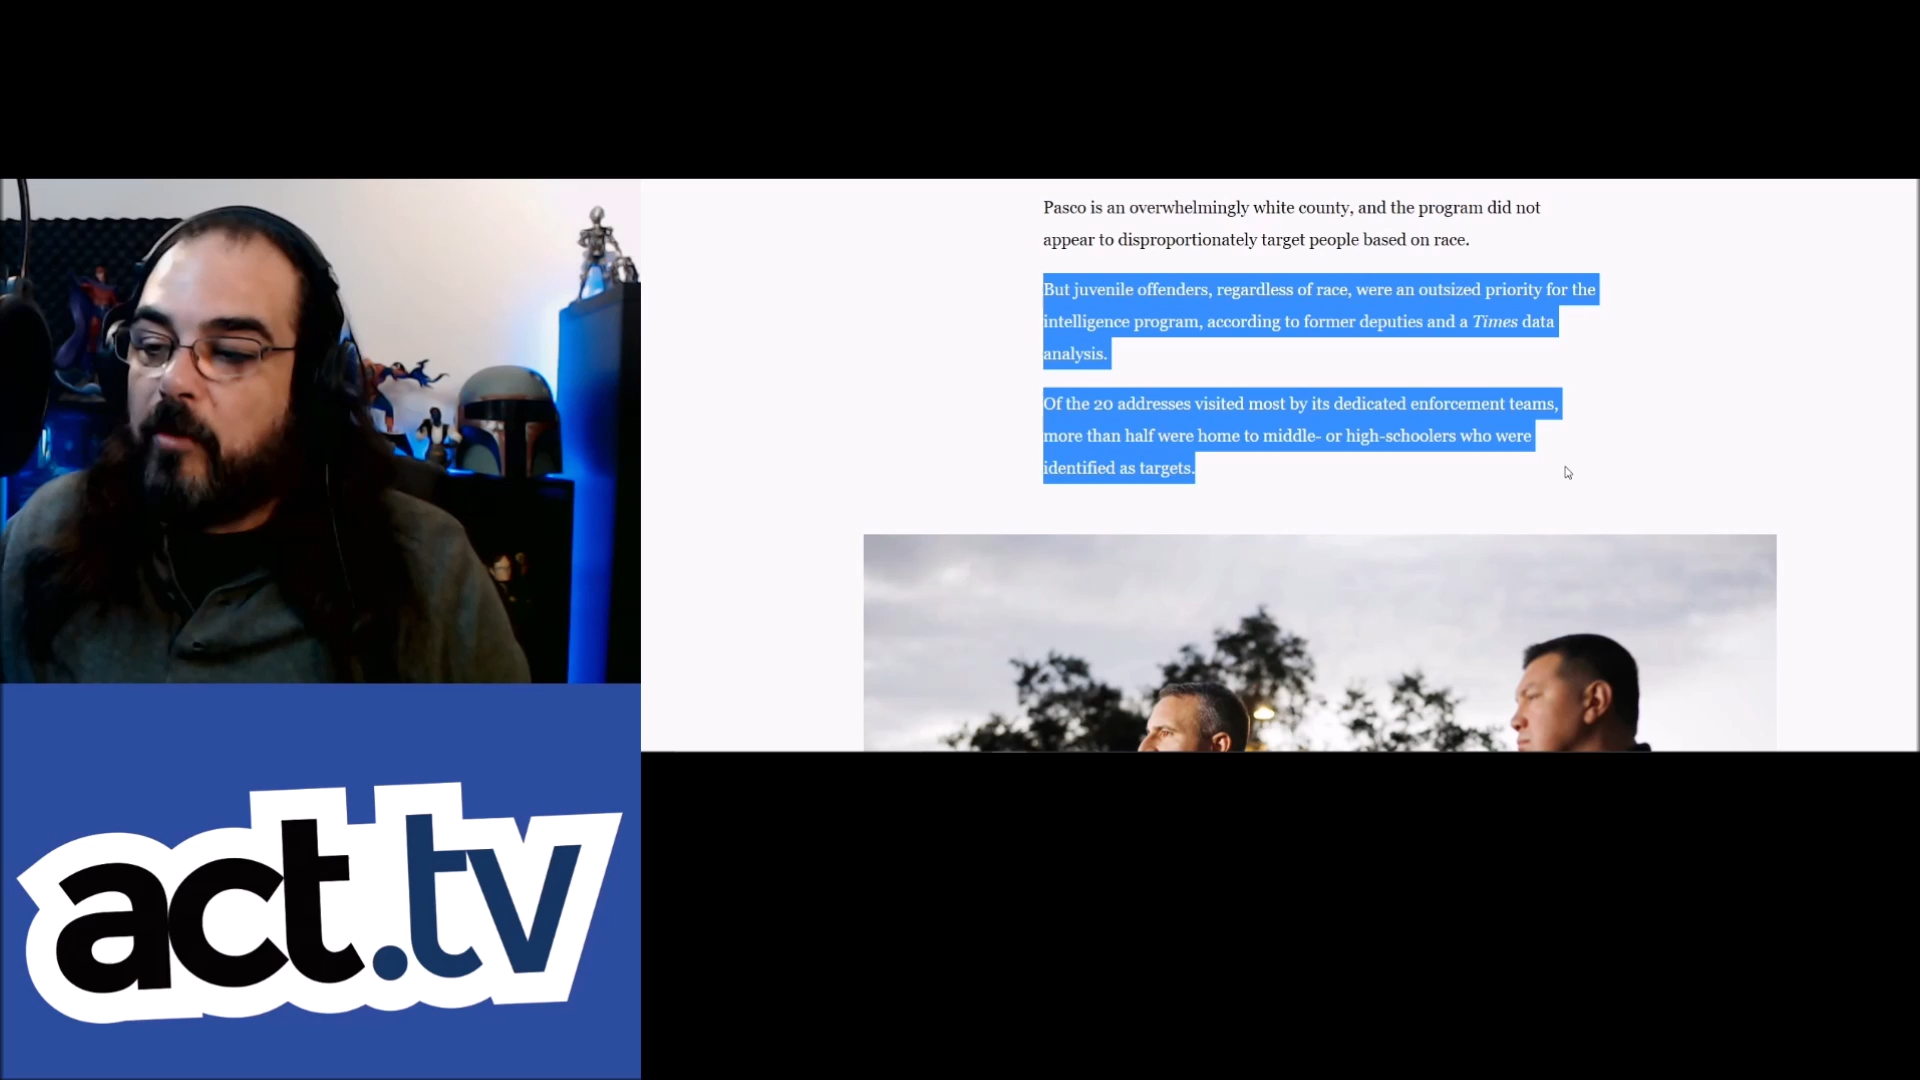 Pasco is an overwhelmingly white county, and the program did not
appear to disproportionately target people based on race.
But juvenile offenders, regardless of race, were an outsized priority for the
intelligence program, according to former deputies and a Times data
analysis.
Of the 20 addresses visited most by its dedicated enforcement teams,
more than half were home to middle- or high-schoolers who were
identified as targets.
act.tv